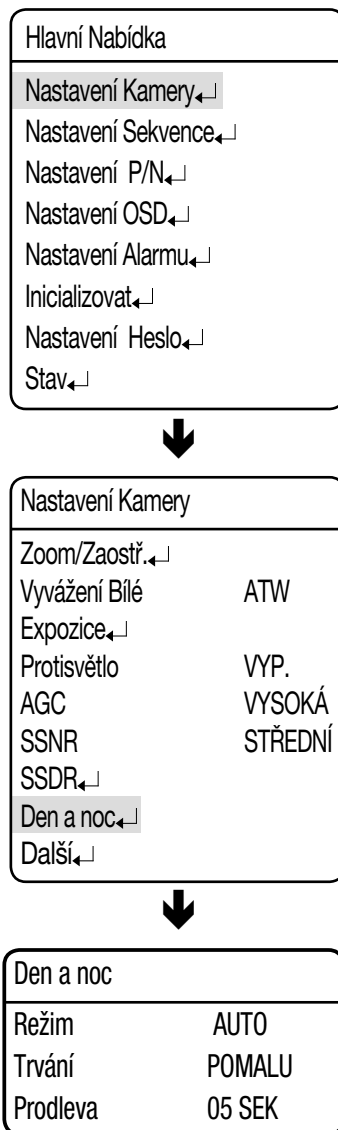 Hlavní Nabídka
Nastavení Kamery↵
Nastavení Sekvence↵
Nastavení P/N↵
Nastavení OSD↵
Nastavení Alarmu↵
Inicializovat↵
Nastavení Heslo↵
Stav↵
Nastavení Kamery
Zoom/Zaostř.↵
Vyvážení Bílé ATW
Expozice↵
Protisvětlo VYP.
AGC VYSOKÁ
SSNR STŘEDNÍ
SSDR↵
Den a noc↵
Další↵
Den a noc
Režim AUTO
Trvání POMALU
Prodleva 05 SEK